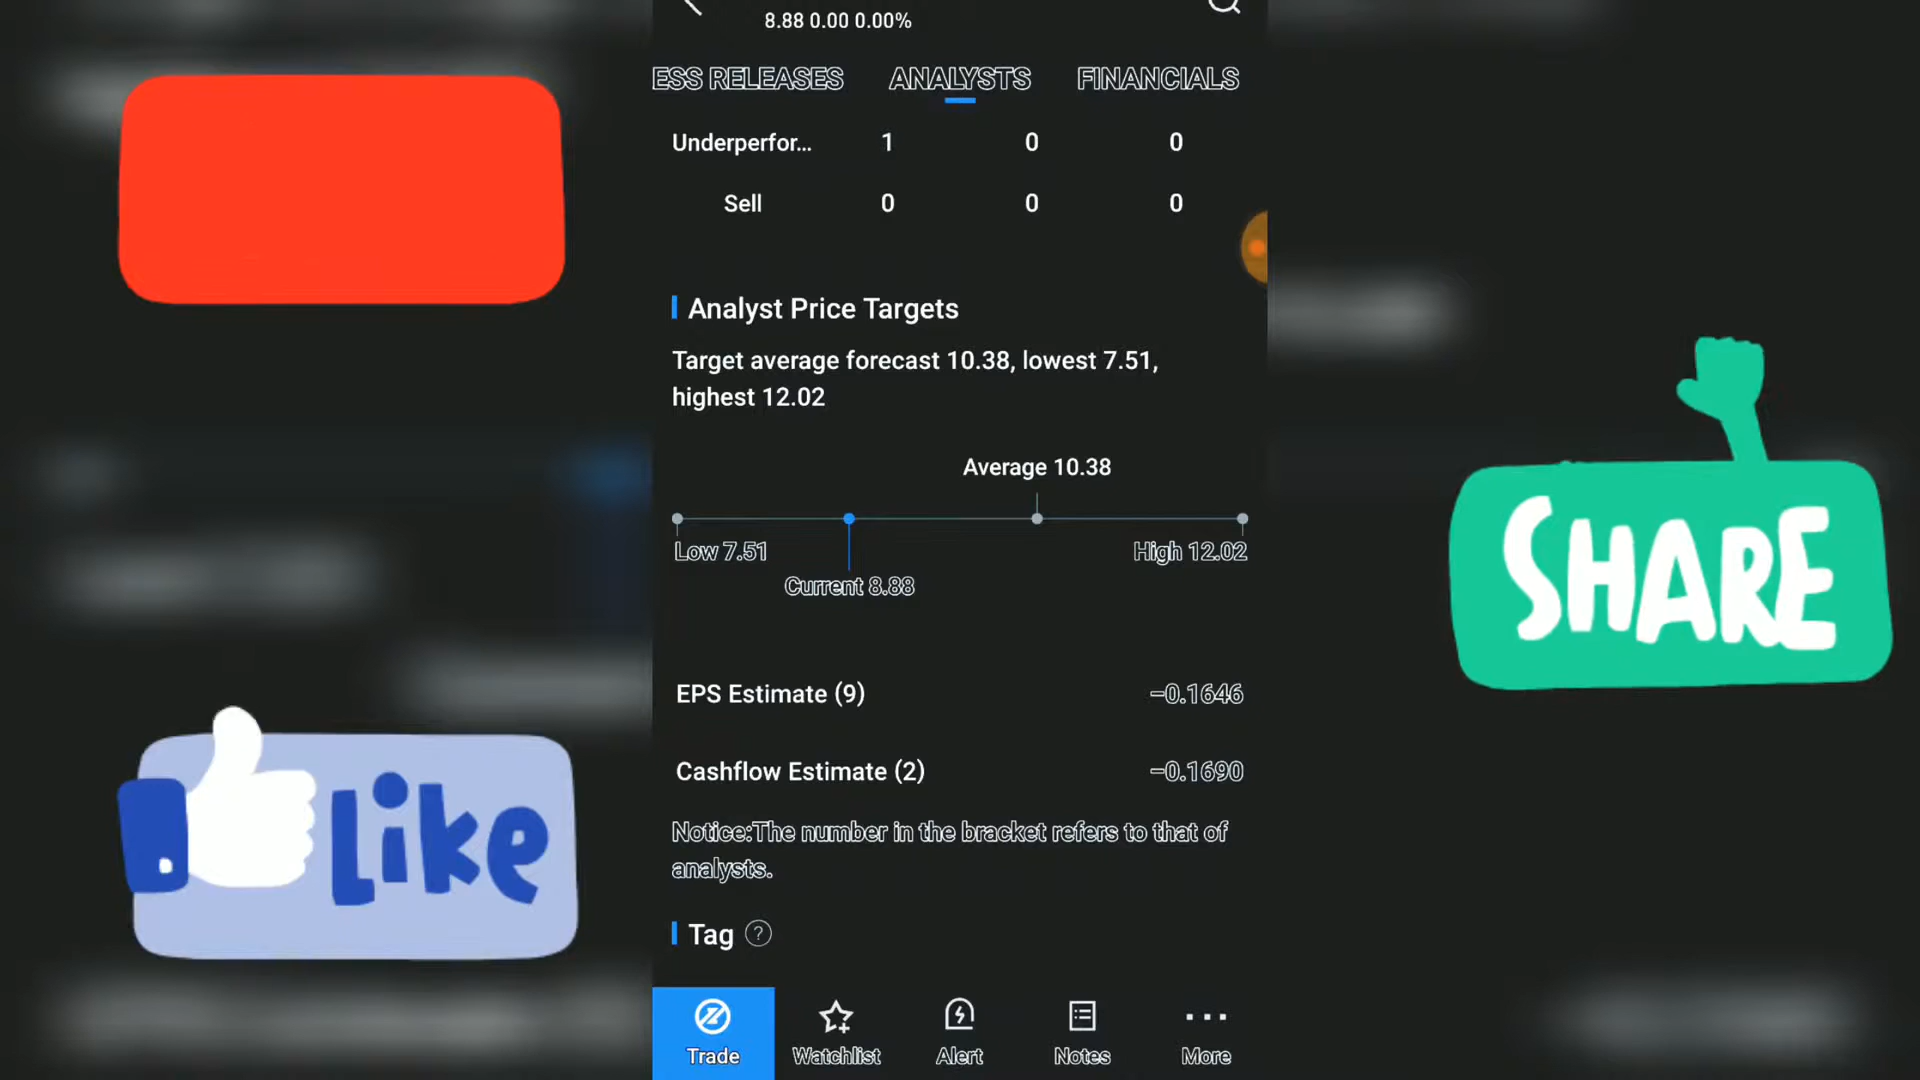 8.88 0.00 0.00%
ESS RELEASES ANALYSTS FINANCIALS
Underperfor... 1 0 0
Sell 0 0 0
Analyst Price Targets
Target average forecast 10.38, lowest 7.51,
highest 12.02
Average 10.38
Low 7.51 High 12.02
Current 8.88
EPS Estimate (9) −0.1646
Cashflow Estimate (2) −0.1690
Notice:The number in the bracket refers to that of
analysts.
Tag ?
Trade Watchlist Alert Notes More
Like
SHARE